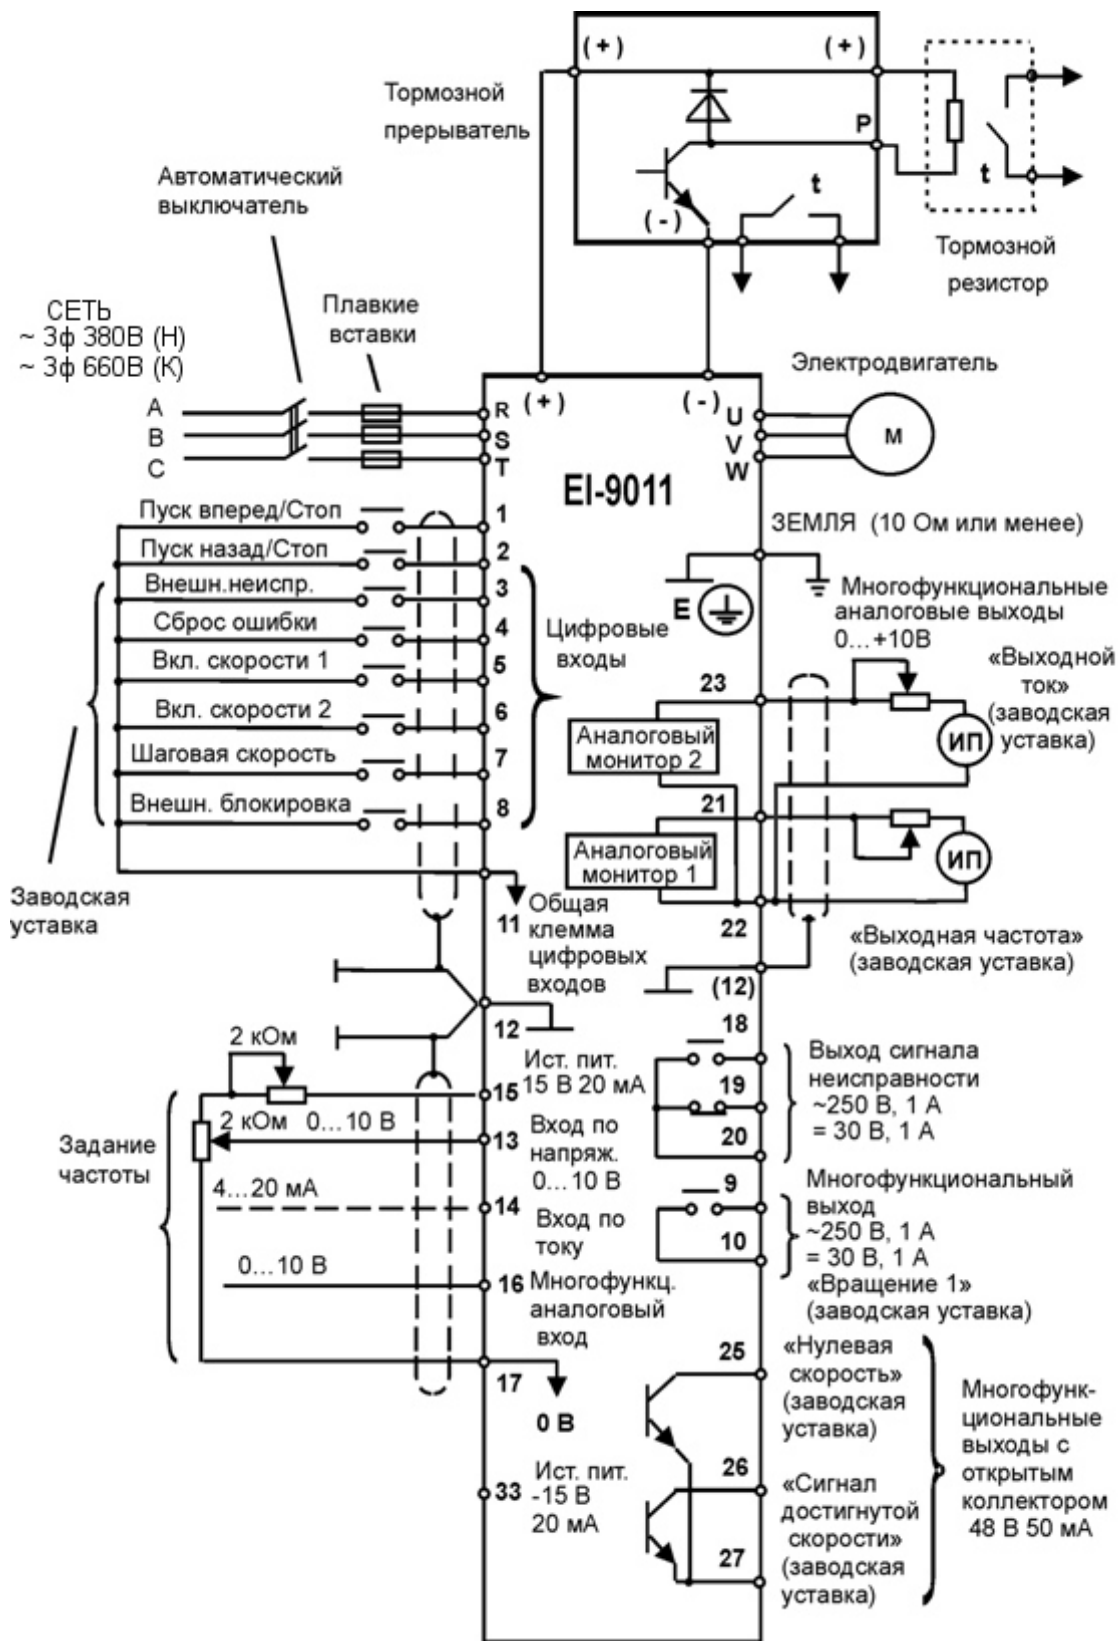 (+)
(+)
Тормозной
прерыватель
P
t
(-)
t
Тормозной
резистор
Автоматический
выключатель
СЕТЬ
~ 3ф 380В (Н)
~ 3ф 660В (К)
Плавкие
вставки
Электродвигатель
A
B
C
R
S
T
(+)
(-)
U
V
W
М
EI-9011
Пуск вперед/Стоп
1
Пуск назад/Стоп
2
Внешн.неиспр.
3
Сброс ошибки
4
Вкл. скорости 1
5
Вкл. скорости 2
6
Шаговая скорость
7
Внешн. блокировка
8
Цифровые
входы
Заводская
уставка
11
Общая
клемма
цифровых
входов
ЗЕМЛЯ (10 Ом или менее)
E
Многофункциональные
аналоговые выходы
0...+10В
23
Аналоговый
монитор 2
«Выходной
ток»
(заводская
уставка)
ИП
21
Аналоговый
монитор 1
ИП
22
«Выходная частота»
(заводская уставка)
(12)
12
2 кОм
15
Ист. пит.
15 В 20 мА
2 кОм
0...10 В
13
Вход по
напряж.
0...10 В
Задание
частоты
4...20 мА
14
Вход по
току
0...10 В
16
Многофункц.
аналоговый
вход
17
0 В
33
Ист. пит.
-15 В
20 мА
18
19
20
Выход сигнала
неисправности
~250 В, 1 А
= 30 В, 1 А
9
10
Многофункциональный
выход
~250 В, 1 А
= 30 В, 1 А
«Вращение 1»
(заводская уставка)
25
«Нулевая
скорость»
(заводская
уставка)
26
«Сигнал
достигнутой
скорости»
(заводская
уставка)
27
Многофунк-
циональные
выходы с
открытым
коллектором
48 В 50 мА